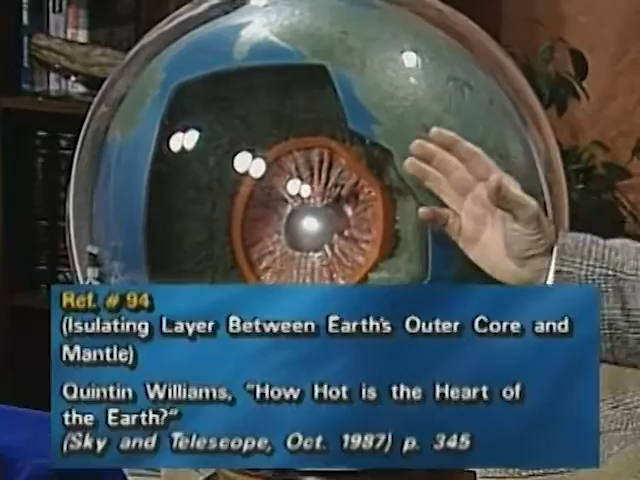 Ref. # 94
(Isulating Layer Between Earth's Outer Core and
Mantle)
Quintin Williams, "How Hot is the Heart of
the Earth?"
(Sky and Telescope, Oct. 1987) p. 345